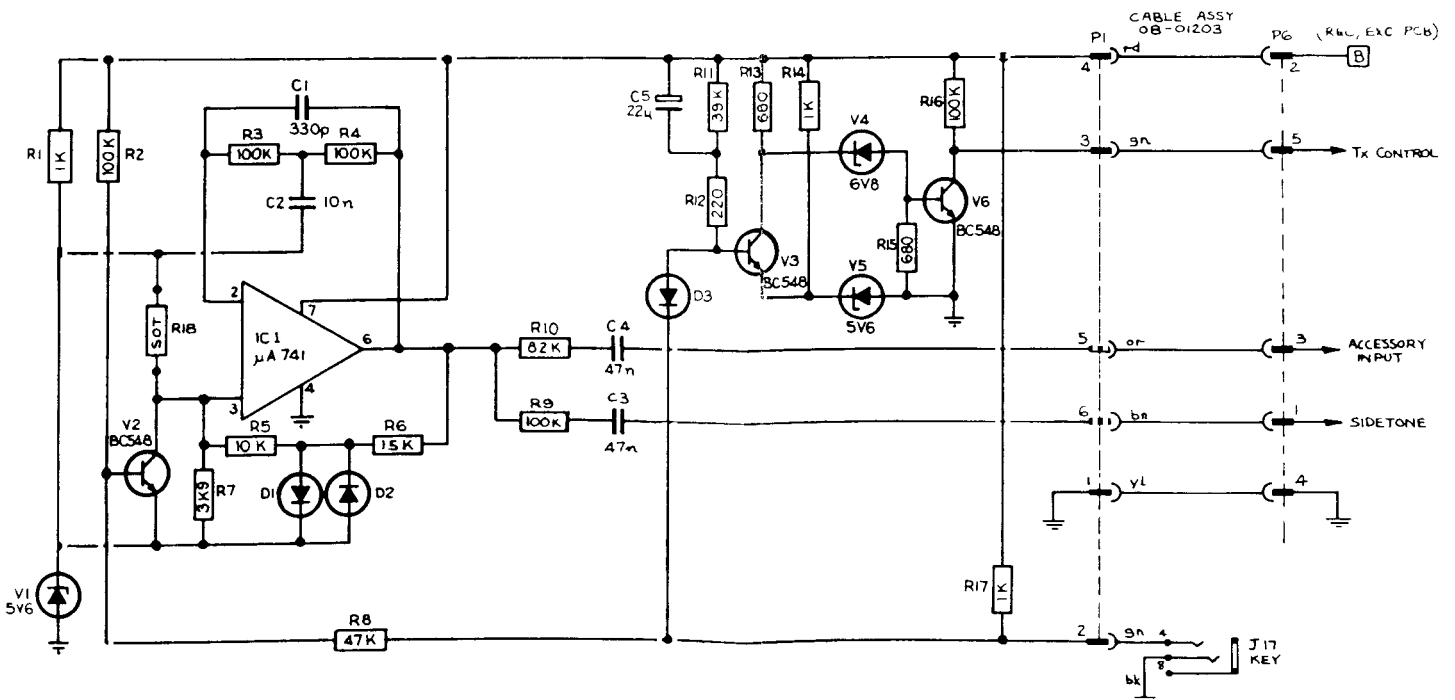 CABLE ASSY
08-01203
P1
P6
(REC, EXC PCB)
rd
4
2
B
R1
1K
100K
R2
C1
330p
R3
100K
R4
100K
C2
10n
C5
22u
R11
39K
R13
680
R14
1K
R16
100K
V4
6V8
3
gn
5
Tx CONTROL
R12
220
V3
BC548
R15
680
V6
BC548
V5
5V6
D3
R18
SOT
2
7
IC1
µA 741
6
3
4
R10
82K
C4
47n
5
or
3
ACCESSORY
INPUT
R9
100K
C3
47n
6
bn
1
SIDETONE
V2
BC548
R5
10K
R6
15K
R7
3K9
D1
D2
1
yl
4
V1
5V6
R8
47K
R17
1K
2
gn
4
J17
KEY
8
bk